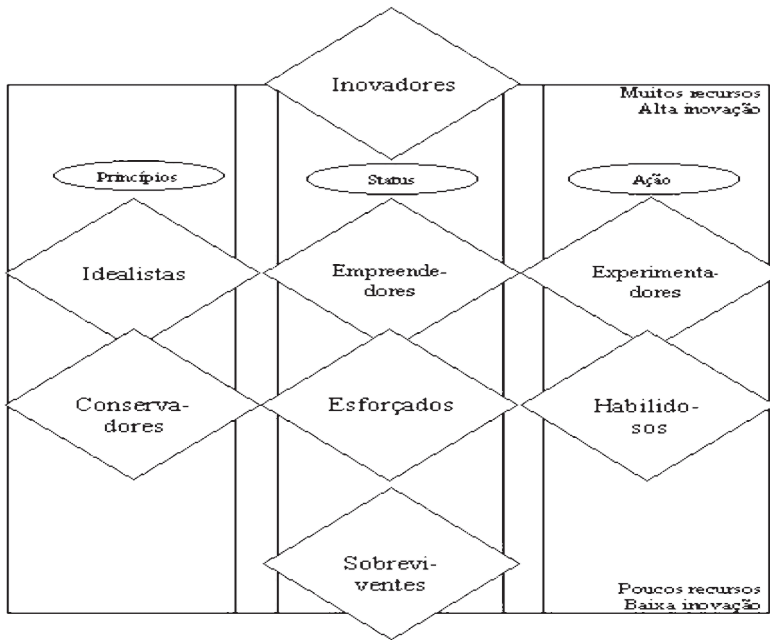 Inovadores
Muitos recursos
Alta inovação
Princípios
Status
Ação
Idealistas
Empreende-
dores
Experimenta-
dores
Conserva-
dores
Esforçados
Habilido-
sos
Sobrevi-
ventes
Poucos recursos
Baixa inovação